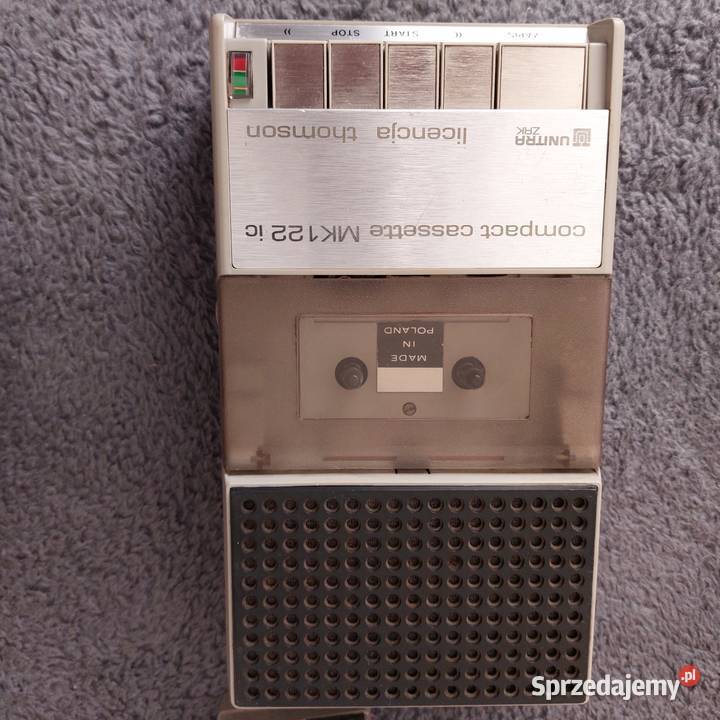 MADE
IN
POLAND
compact cassette MK122 ic
UNITRA
ZRK
licencja thomson
ZAPIS » START STOP «
Sprzedajemy.pl